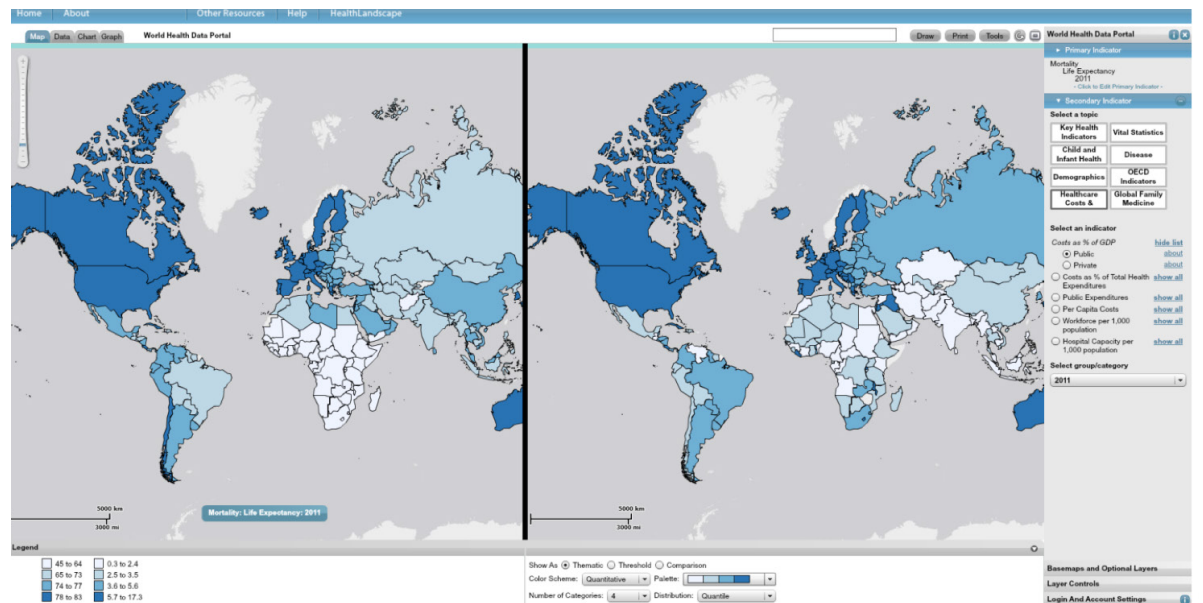 Home About Other Resources Help HealthLandscape
Map Data Chart Graph World Health Data Portal
Draw Print Tools
World Health Data Portal
Primary Indicator
Mortality
Life Expectancy
2011
- Click to Edit Primary Indicator -
Secondary Indicator
Select a topic
Key Health Indicators
Vital Statistics
Child and Infant Health
Disease
Demographics
OECD Indicators
Healthcare Costs &
Global Family Medicine
Select an indicator
Costs as % of GDP hide list
Public about
Private about
Costs as % of Total Health Expenditures show all
Public Expenditures show all
Per Capita Costs show all
Workforce per 1,000 population show all
Hospital Capacity per 1,000 population show all
Select group/category
2011
5000 km
3000 mi
Mortality: Life Expectancy: 2011
5000 km
3000 mi
Legend
45 to 64 0.3 to 2.4
65 to 73 2.5 to 3.5
74 to 77 3.6 to 5.6
78 to 83 5.7 to 17.3
Show As Thematic Threshold Comparison
Color Scheme: Quantitative Palette:
Number of Categories: 4 Distribution: Quantile
Basemaps and Optional Layers
Layer Controls
Login And Account Settings